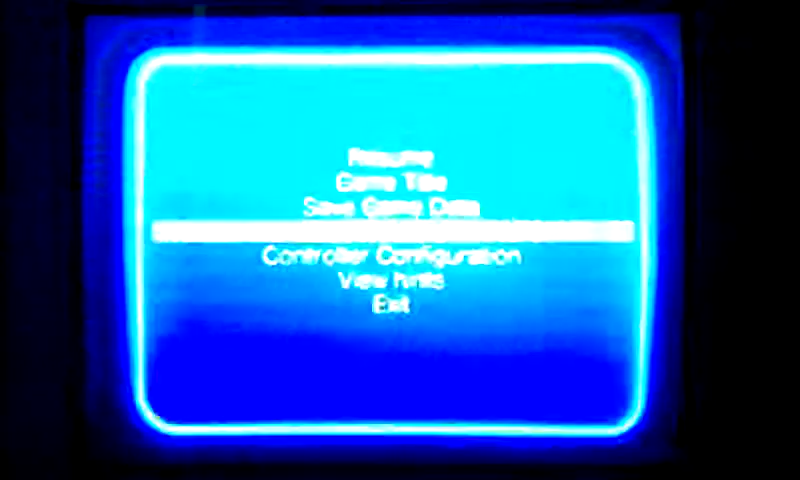 Resume
Game Title
Save Game Data
Controller Configuration
View hints
Exit